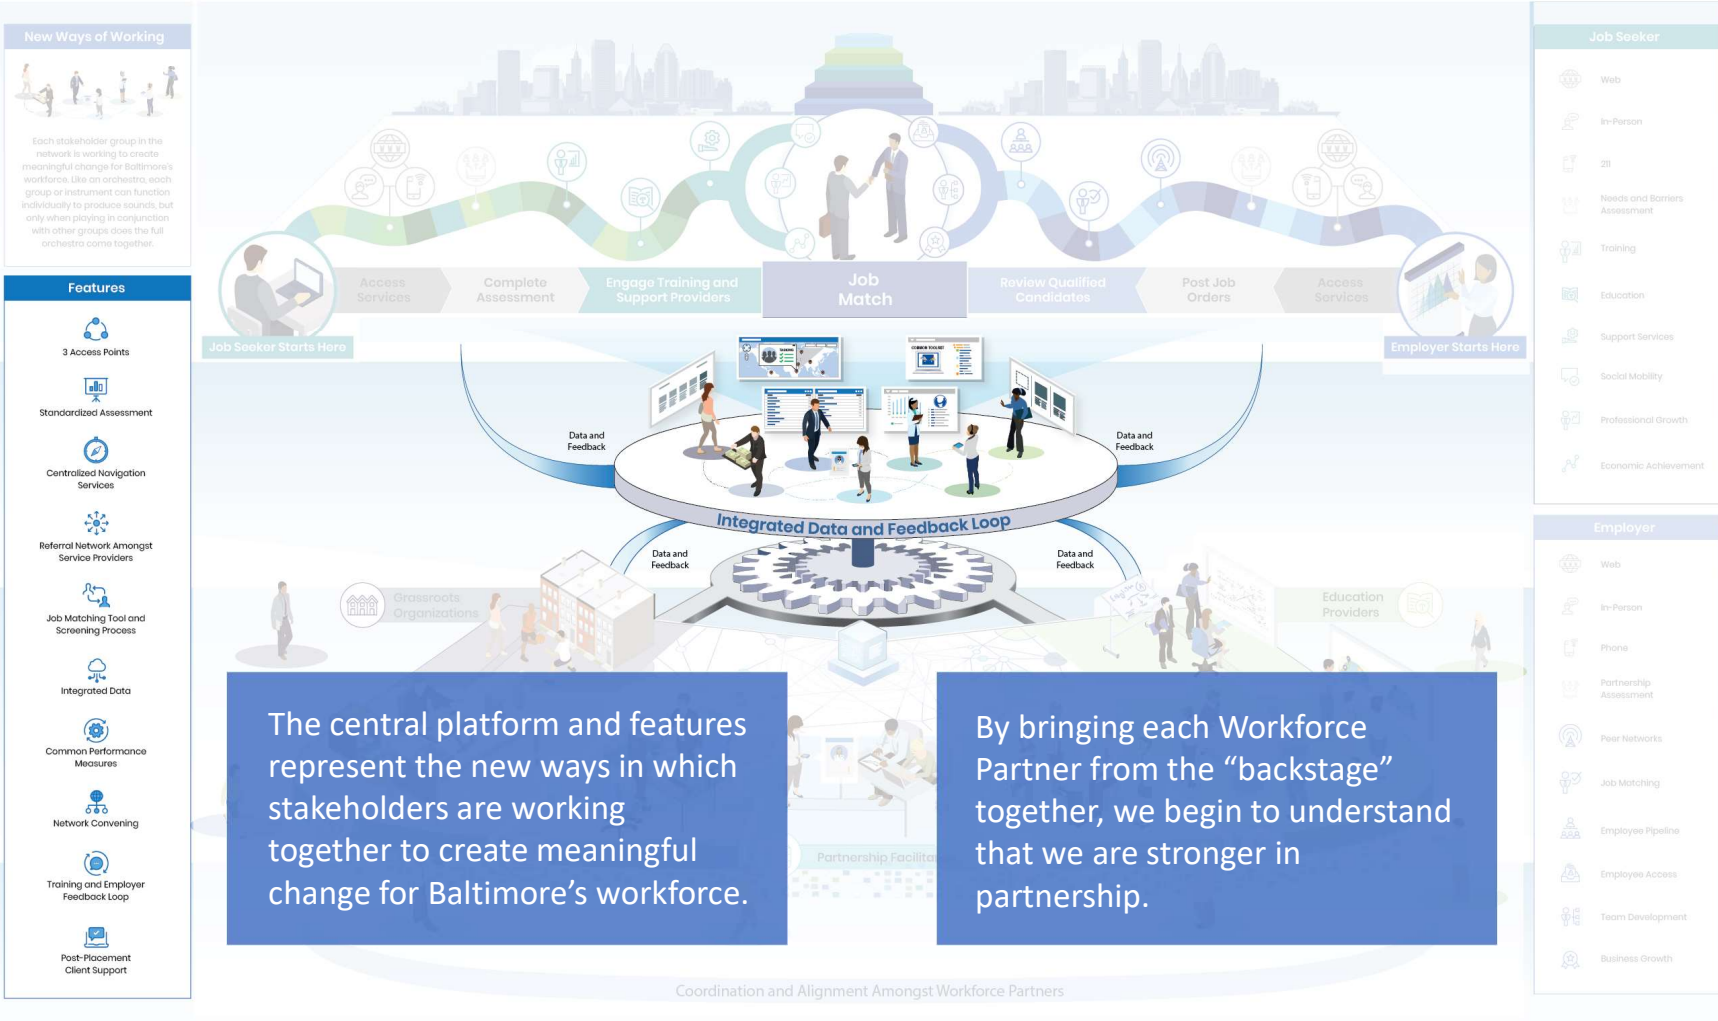 New Ways of Working
Each stakeholder group in the
network is working to create
meaningful change for Baltimore's
workforce. Like an orchestra, each
group or instrument can function
individually to produce sounds, but
only when playing in conjunction
with other groups does the full
orchestra come together.
Features
3 Access Points
Standardized Assessment
Centralized Navigation
Services
Referral Network Amongst
Service Providers
Job Matching Tool and
Screening Process
Integrated Data
Common Performance
Measures
Network Convening
Training and Employer
Feedback Loop
Post-Placement
Client Support
Access
Services
Complete
Assessment
Engage Training and
Support Providers
Job
Match
Review Qualified
Candidates
Post Job
Orders
Access
Services
Job Seeker Starts Here
Employer Starts Here
COMMON TOOLSET
Data and
Feedback
Data and
Feedback
Integrated Data and Feedback Loop
Data and
Feedback
Data and
Feedback
Grassroots
Organizations
Education
Providers
The central platform and features
represent the new ways in which
stakeholders are working
together to create meaningful
change for Baltimore’s workforce.
Partnership Facilita
By bringing each Workforce
Partner from the “backstage”
together, we begin to understand
that we are stronger in
partnership.
Coordination and Alignment Amongst Workforce Partners
Job Seeker
Web
In-Person
211
Needs and Barriers
Assessment
Training
Education
Support Services
Social Mobility
Professional Growth
Economic Achievement
Employer
Web
In-Person
Phone
Partnership
Assessment
Peer Networks
Job Matching
Employee Pipeline
Employee Access
Team Development
Business Growth